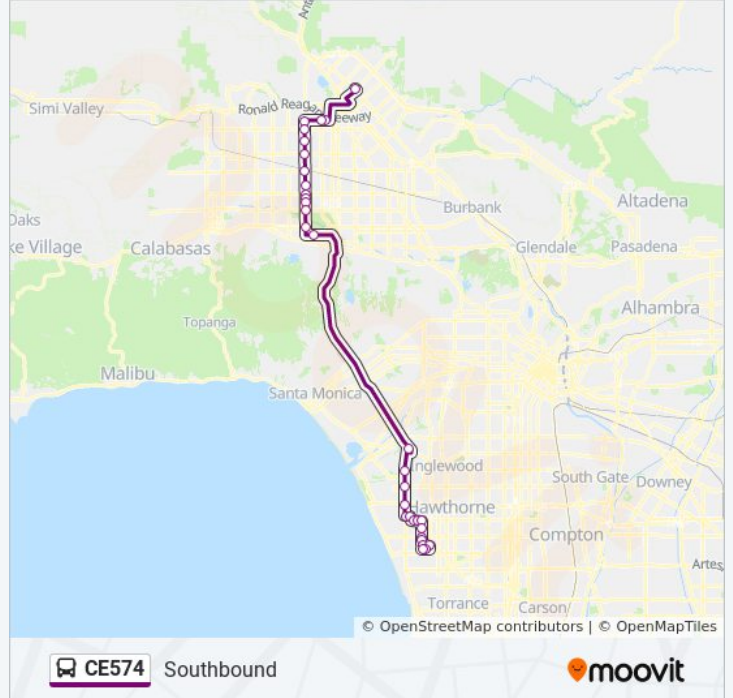 Ant
Simi Valley
Ronald Reag
eeway
Altadena
Burbank
Oaks
ke Village
Calabasas
Glendale
Pasadena
Alhambra
Topanga
Malibu
Santa Monica
Inglewood
South Gate
Downey
Hawthorne
Compton
Artes
Torrance
Carson
© OpenStreetMap contributors | © OpenMapTiles
CE574 Southbound
moovit